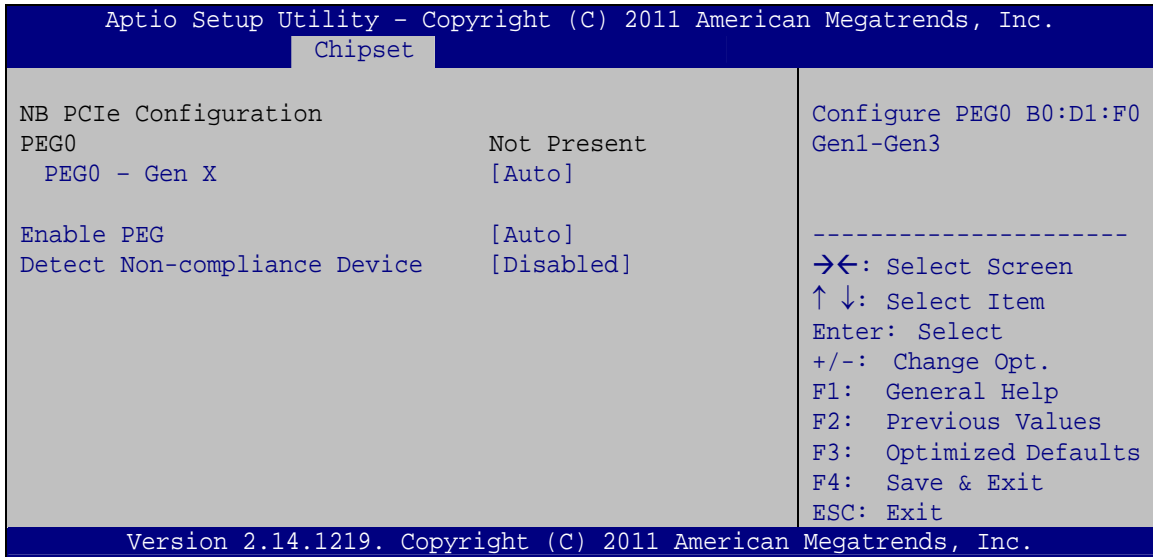 Aptio Setup Utility – Copyright (C) 2011 American Megatrends, Inc.
Chipset
NB PCIe Configuration
PEG0 Not Present
PEG0 – Gen X [Auto]
Enable PEG [Auto]
Detect Non-compliance Device [Disabled]
Configure PEG0 B0:D1:F0
Gen1-Gen3
----------------------
→←: Select Screen
↑ ↓: Select Item
Enter: Select
+/-: Change Opt.
F1: General Help
F2: Previous Values
F3: Optimized Defaults
F4: Save & Exit
ESC: Exit
Version 2.14.1219. Copyright (C) 2011 American Megatrends, Inc.